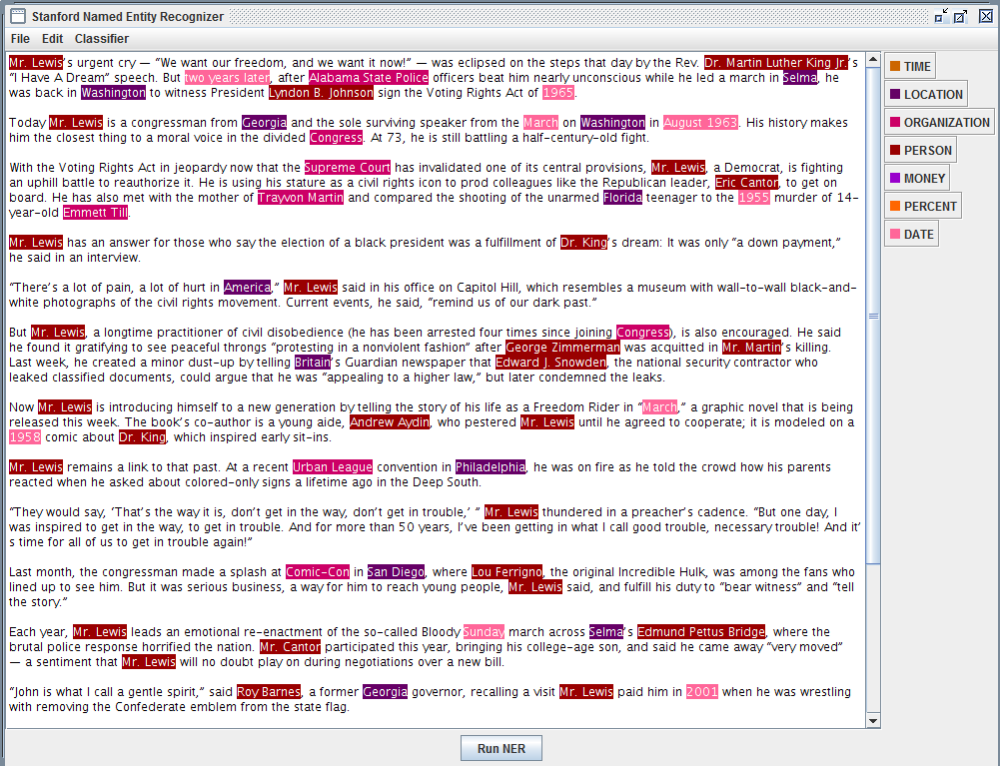 Stanford Named Entity Recognizer
File Edit Classifier
Mr. Lewis's urgent cry — “We want our freedom, and we want it now!” — was eclipsed on the steps that day by the Rev. Dr. Martin Luther King Jr.'s
“I Have A Dream” speech. But two years later, after Alabama State Police officers beat him nearly unconscious while he led a march in Selma, he
was back in Washington to witness President Lyndon B. Johnson sign the Voting Rights Act of 1965.
Today Mr. Lewis is a congressman from Georgia and the sole surviving speaker from the March on Washington in August 1963. His history makes
him the closest thing to a moral voice in the divided Congress. At 73, he is still battling a half-century-old fight.
With the Voting Rights Act in jeopardy now that the Supreme Court has invalidated one of its central provisions, Mr. Lewis, a Democrat, is fighting
an uphill battle to reauthorize it. He is using his stature as a civil rights icon to prod colleagues like the Republican leader, Eric Cantor, to get on
board. He has also met with the mother of Trayvon Martin and compared the shooting of the unarmed Florida teenager to the 1955 murder of 14-
year-old Emmett Till.
Mr. Lewis has an answer for those who say the election of a black president was a fulfillment of Dr. King's dream: It was only “a down payment,”
he said in an interview.
“There's a lot of pain, a lot of hurt in America,” Mr. Lewis said in his office on Capitol Hill, which resembles a museum with wall-to-wall black-and-
white photographs of the civil rights movement. Current events, he said, “remind us of our dark past.”
But Mr. Lewis, a longtime practitioner of civil disobedience (he has been arrested four times since joining Congress), is also encouraged. He said
he found it gratifying to see peaceful throngs “protesting in a nonviolent fashion” after George Zimmerman was acquitted in Mr. Martin's killing.
Last week, he created a minor dust-up by telling Britain's Guardian newspaper that Edward J. Snowden, the national security contractor who
leaked classified documents, could argue that he was “appealing to a higher law,” but later condemned the leaks.
Now Mr. Lewis is introducing himself to a new generation by telling the story of his life as a Freedom Rider in “March,” a graphic novel that is being
released this week. The book's co-author is a young aide, Andrew Aydin, who pestered Mr. Lewis until he agreed to cooperate; it is modeled on a
1958 comic about Dr. King, which inspired early sit-ins.
Mr. Lewis remains a link to that past. At a recent Urban League convention in Philadelphia, he was on fire as he told the crowd how his parents
reacted when he asked about colored-only signs a lifetime ago in the Deep South.
“They would say, ‘That's the way it is, don't get in the way, don't get in trouble,’ ” Mr. Lewis thundered in a preacher's cadence. “But one day, I
was inspired to get in the way, to get in trouble. And for more than 50 years, I've been getting in what I call good trouble, necessary trouble! And it'
s time for all of us to get in trouble again!”
Last month, the congressman made a splash at Comic-Con in San Diego, where Lou Ferrigno, the original Incredible Hulk, was among the fans who
lined up to see him. But it was serious business, a way for him to reach young people, Mr. Lewis said, and fulfill his duty to “bear witness” and “tell
the story.”
Each year, Mr. Lewis leads an emotional re-enactment of the so-called Bloody Sunday march across Selma's Edmund Pettus Bridge, where the
brutal police response horrified the nation. Mr. Cantor participated this year, bringing his college-age son, and said he came away “very moved”
— a sentiment that Mr. Lewis will no doubt play on during negotiations over a new bill.
“John is what I call a gentle spirit,” said Roy Barnes, a former Georgia governor, recalling a visit Mr. Lewis paid him in 2001 when he was wrestling
with removing the Confederate emblem from the state flag.
TIME
LOCATION
ORGANIZATION
PERSON
MONEY
PERCENT
DATE
Run NER